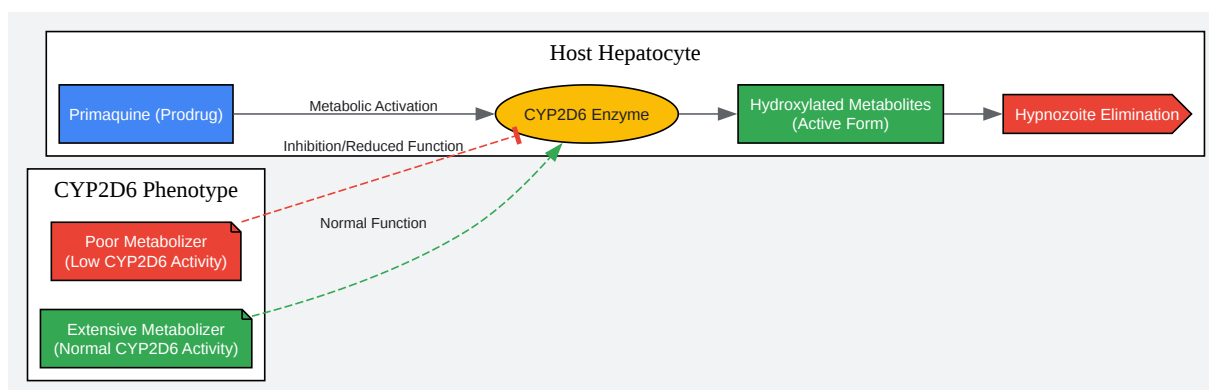 Host Hepatocyte
Primaquine (Prodrug)
Metabolic Activation
CYP2D6 Enzyme
Hydroxylated Metabolites
(Active Form)
Hypnozoite Elimination
Inhibition/Reduced Function
CYP2D6 Phenotype
Poor Metabolizer
(Low CYP2D6 Activity)
Normal Function
Extensive Metabolizer
(Normal CYP2D6 Activity)